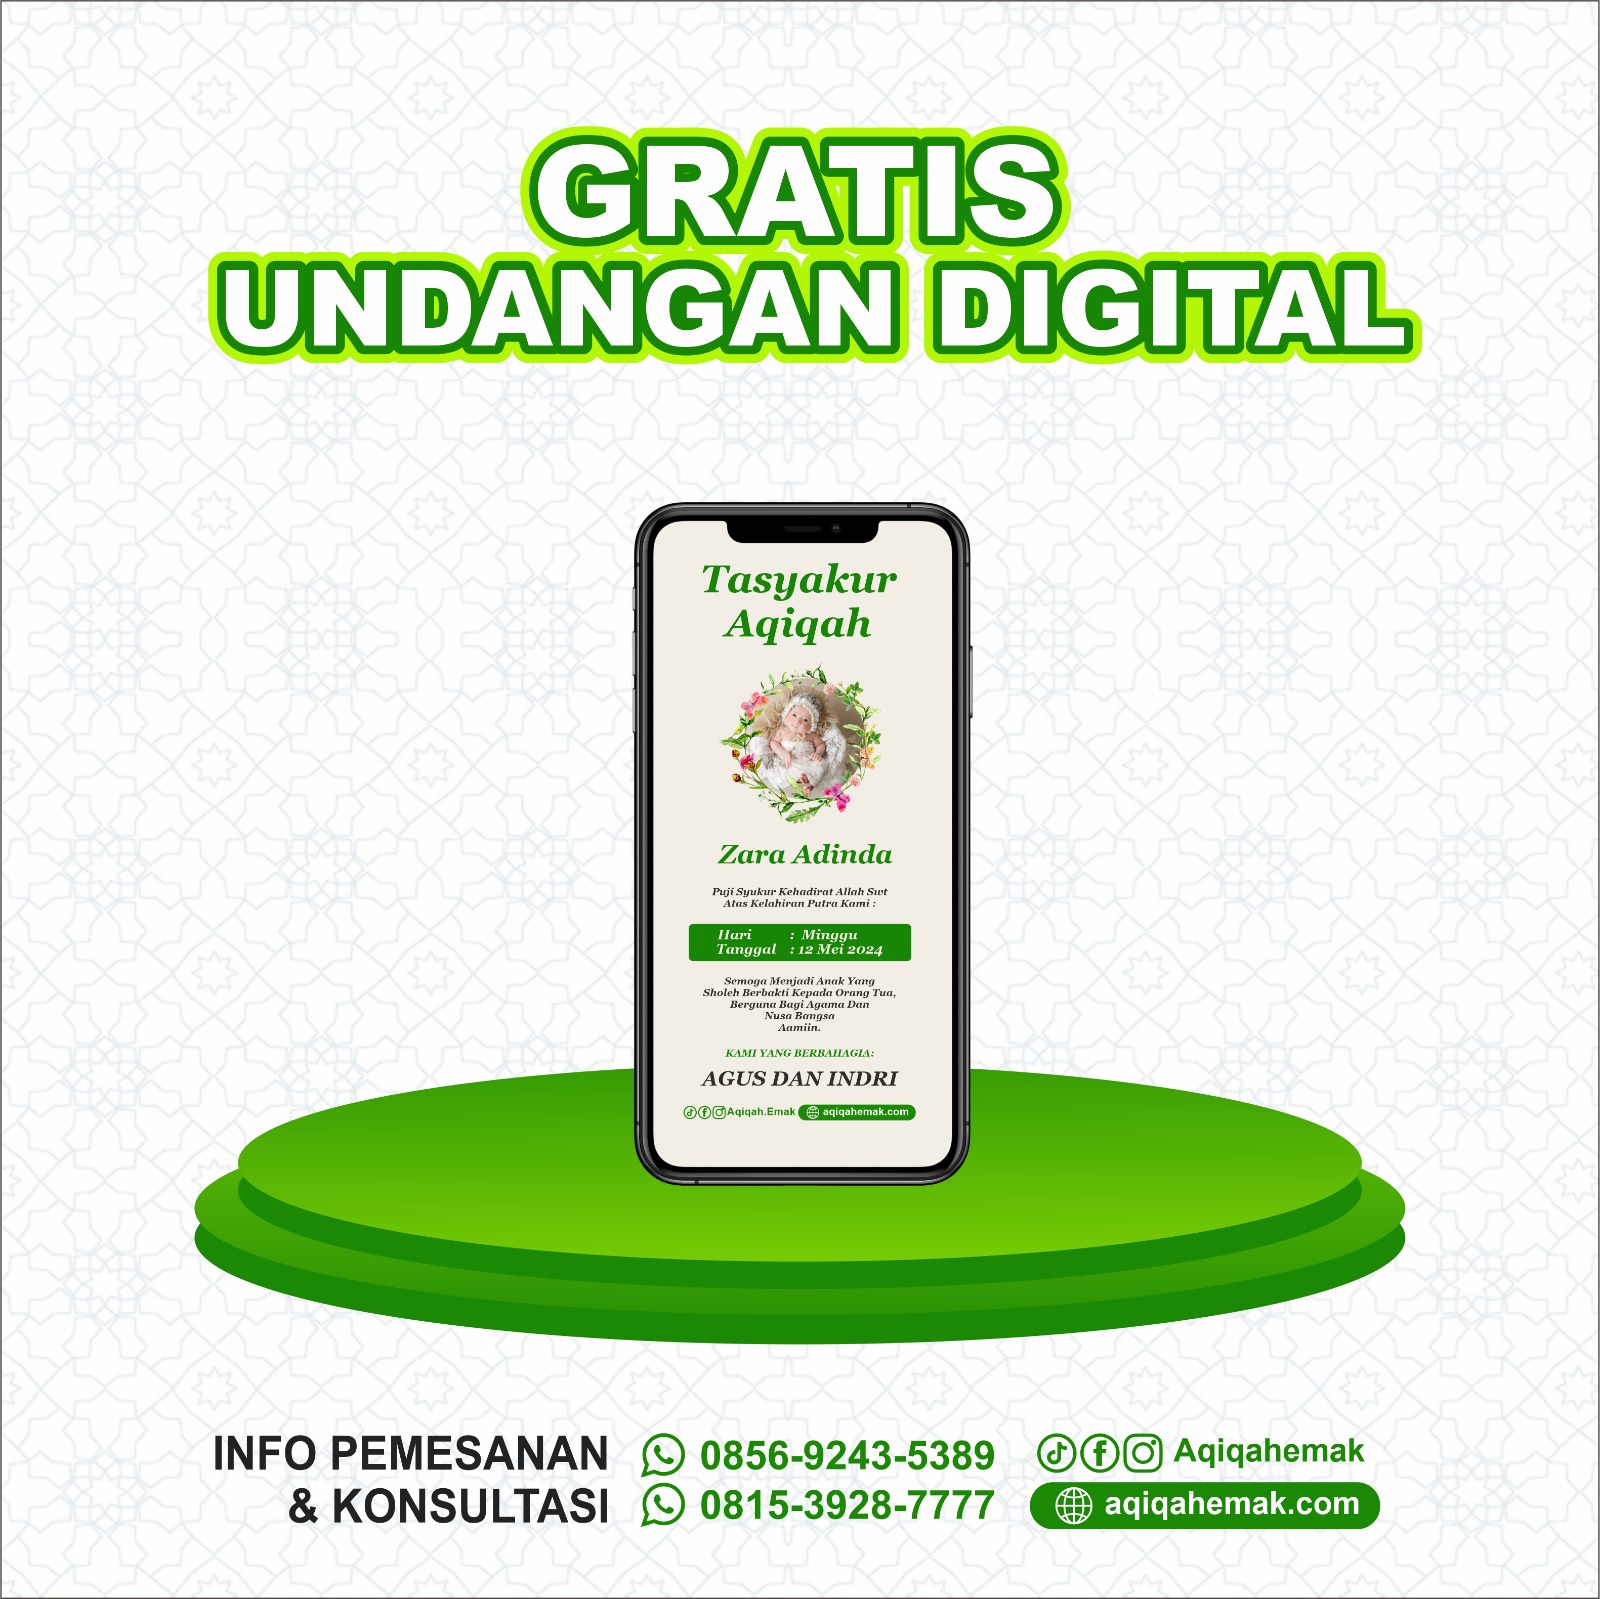 GRATIS
UNDANGAN DIGITAL
Tasyakur
Aqiqah
Zara Adinda
Puji Syukur Kehadirat Allah Swt
Atas Kelahiran Putra Kami :
Hari : Minggu
Tanggal : 12 Mei 2024
Semoga Menjadi Anak Yang
Sholeh Berbakti Kepada Orang Tua,
Berguna Bagi Agama Dan
Nusa Bangsa
Aamiin.
KAMI YANG BERBAHAGIA:
AGUS DAN INDRI
Aqiqah.Emak aqiqahemak.com
INFO PEMESANAN
& KONSULTASI
0856-9243-5389
0815-3928-7777
Aqiqahemak
aqiqahemak.com